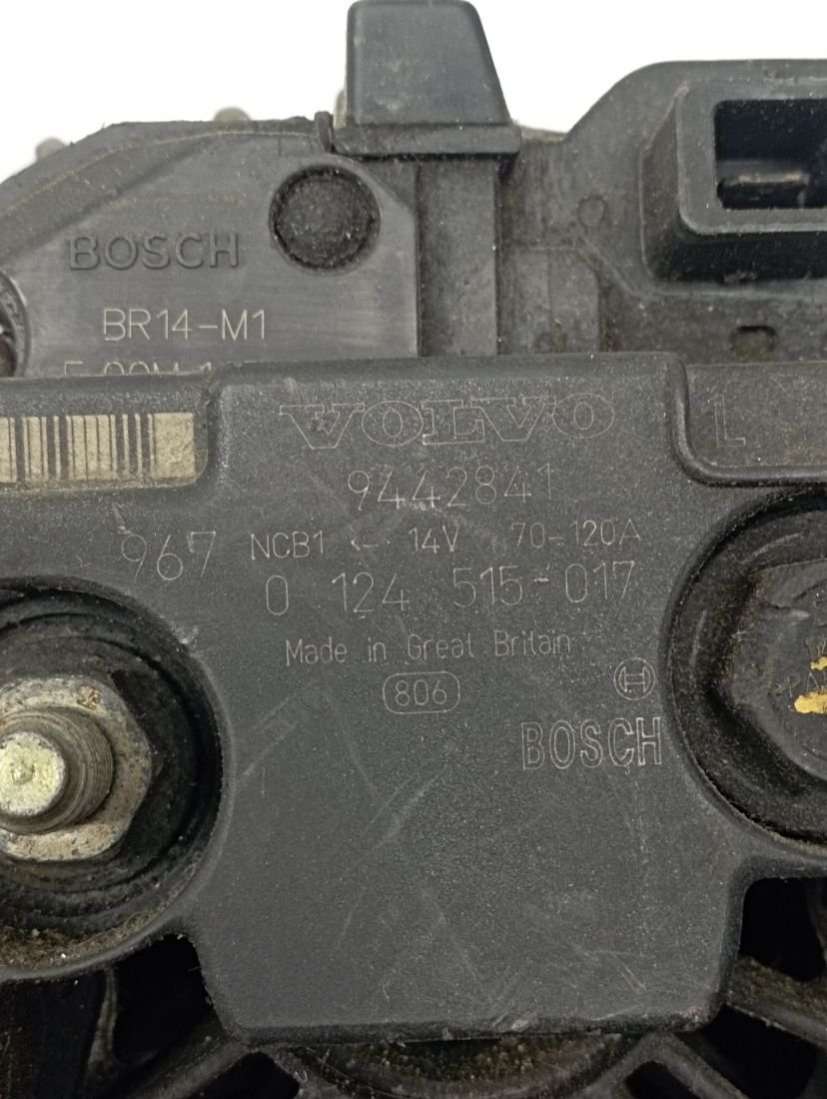 BOSCH
BR14-M1
VOLVO
L
9442841
967 NCB1 ← 14V 70-120A
0 124 515-017
Made in Great Britain
806
BOSCH